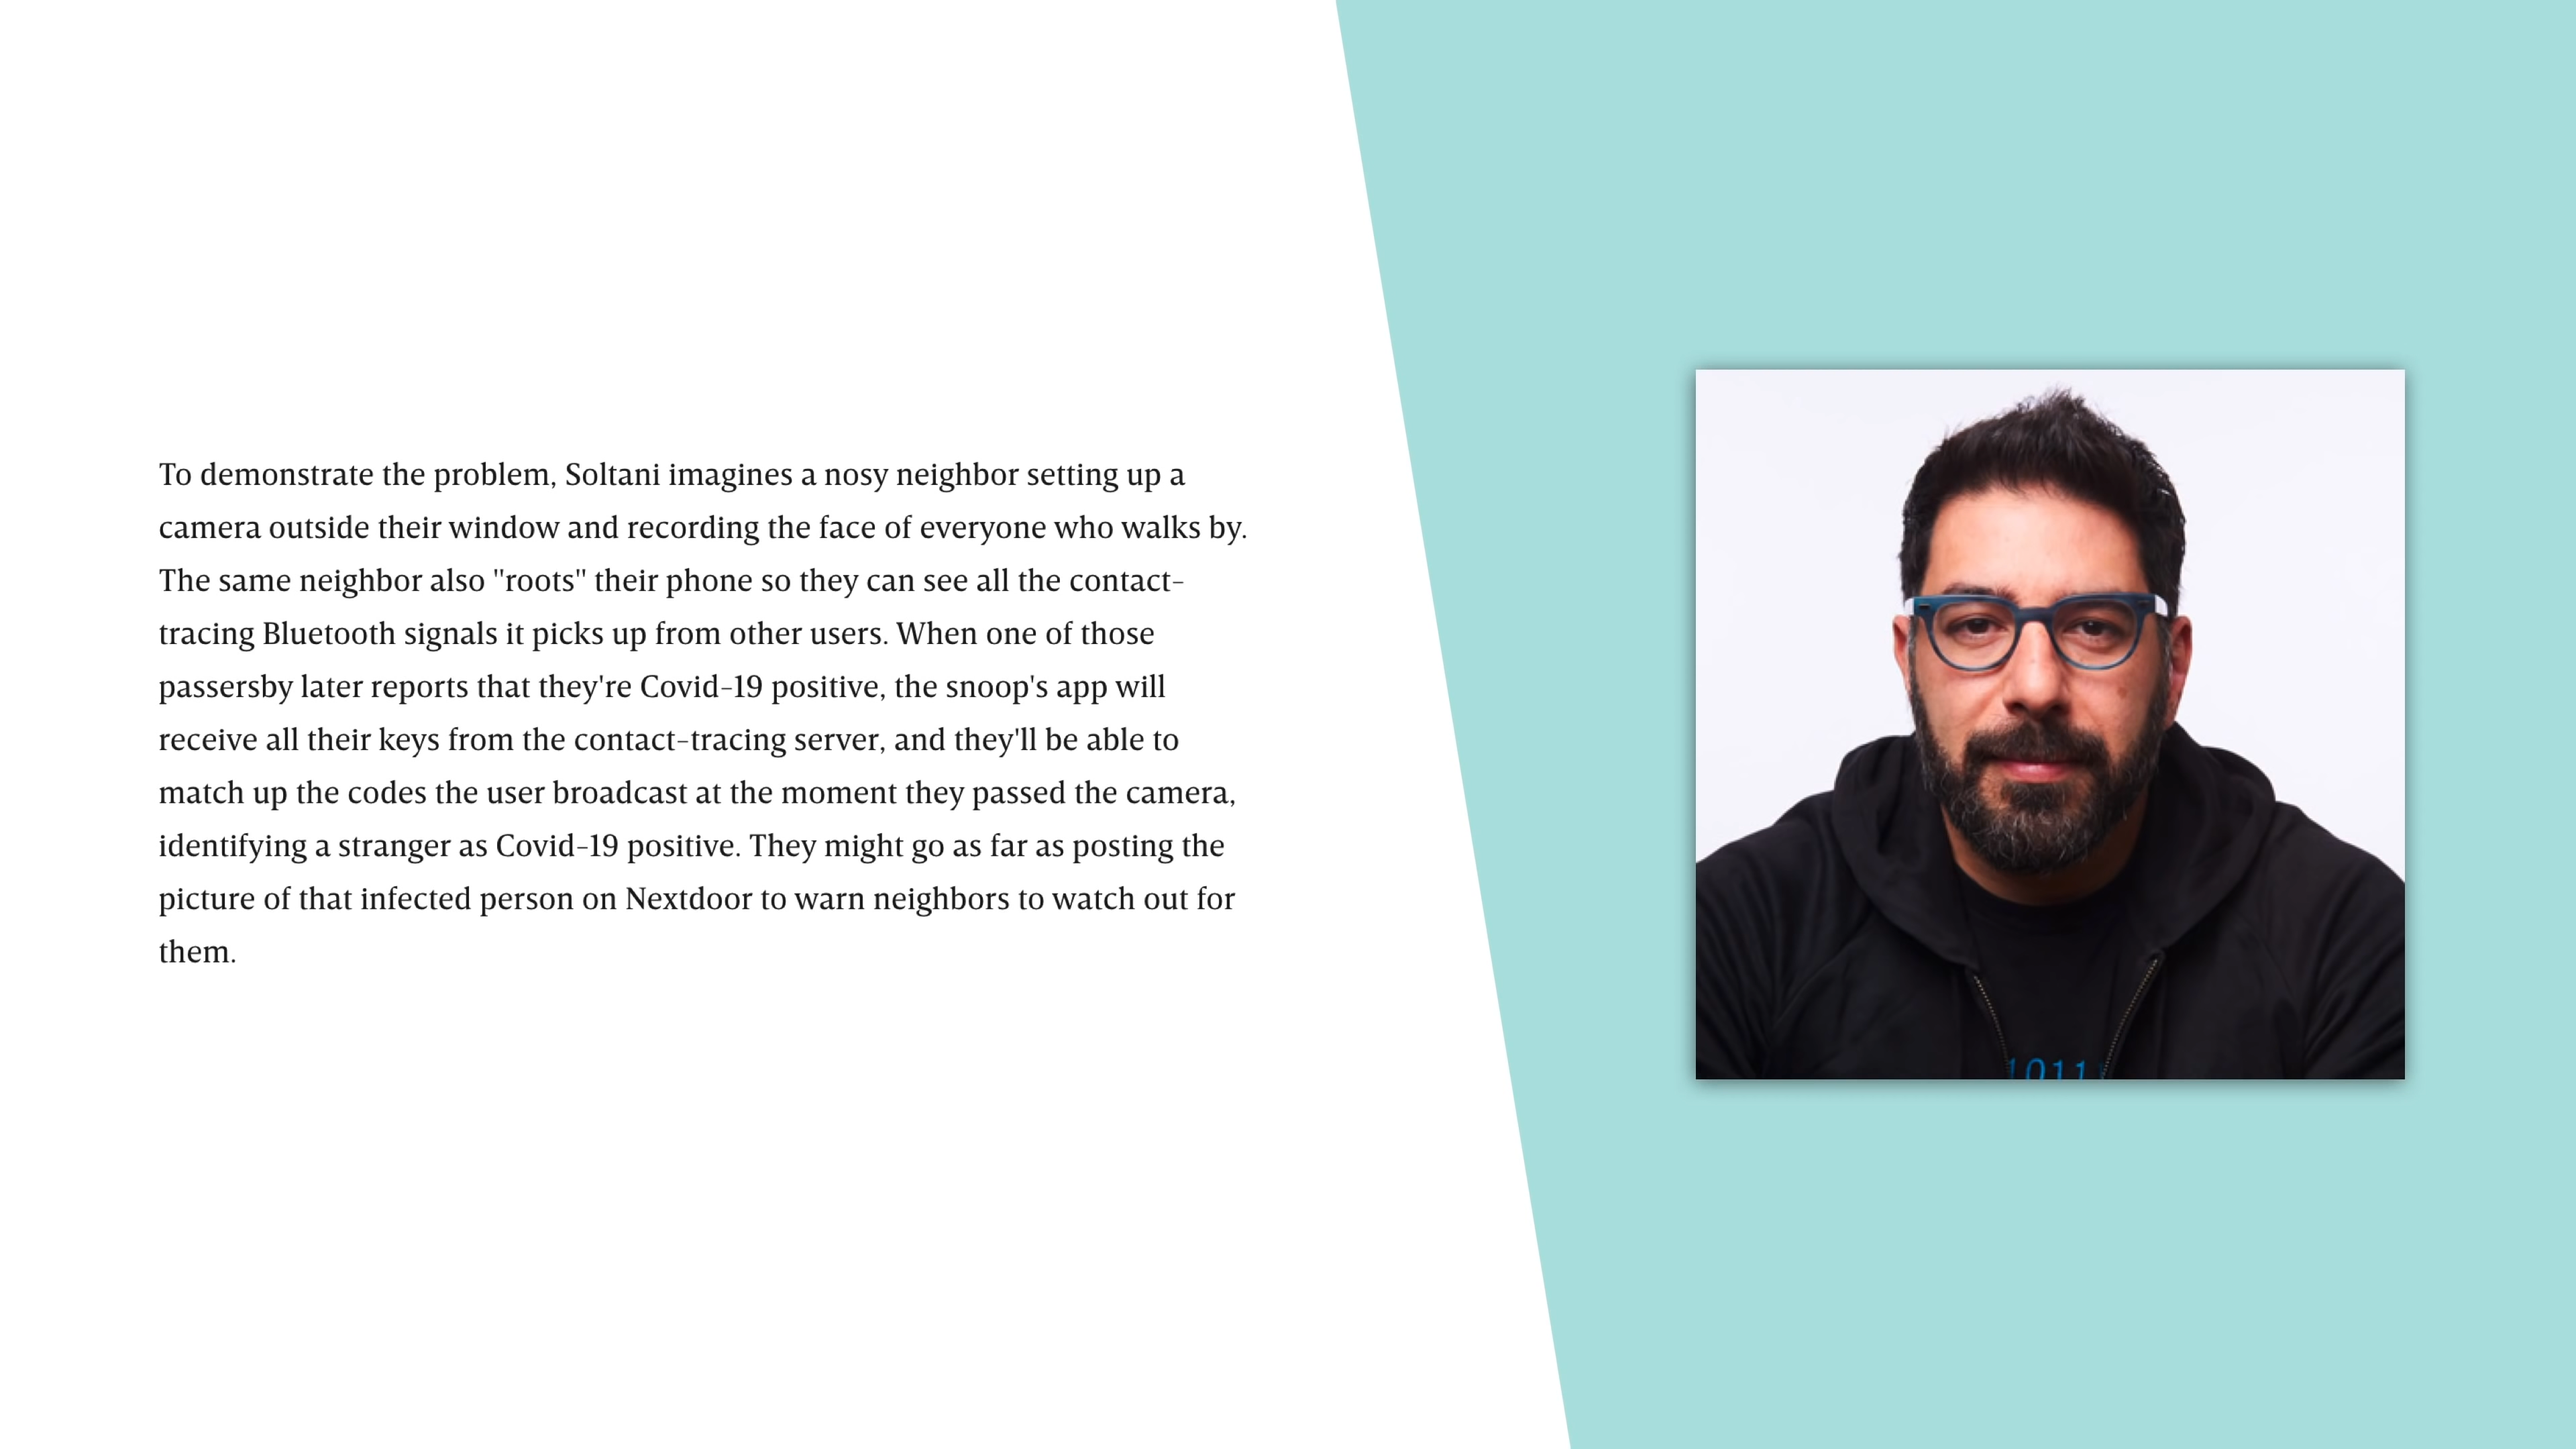 To demonstrate the problem, Soltani imagines a nosy neighbor setting up a
camera outside their window and recording the face of everyone who walks by.
The same neighbor also "roots" their phone so they can see all the contact-
tracing Bluetooth signals it picks up from other users. When one of those
passersby later reports that they're Covid-19 positive, the snoop's app will
receive all their keys from the contact-tracing server, and they'll be able to
match up the codes the user broadcast at the moment they passed the camera,
identifying a stranger as Covid-19 positive. They might go as far as posting the
picture of that infected person on Nextdoor to warn neighbors to watch out for
them.
1011